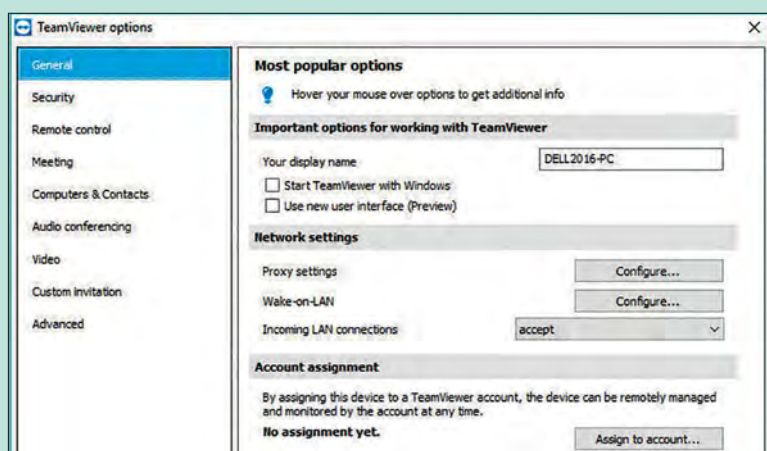 TeamViewer options
General
Security
Remote control
Meeting
Computers & Contacts
Audio conferencing
Video
Custom invitation
Advanced
Most popular options
Hover your mouse over options to get additional info
Important options for working with TeamViewer
Your display name DELL2016-PC
Start TeamViewer with Windows
Use new user interface (Preview)
Network settings
Proxy settings Configure...
Wake-on-LAN Configure...
Incoming LAN connections accept
Account assignment
By assigning this device to a TeamViewer account, the device can be remotely managed
and monitored by the account at any time.
No assignment yet. Assign to account...